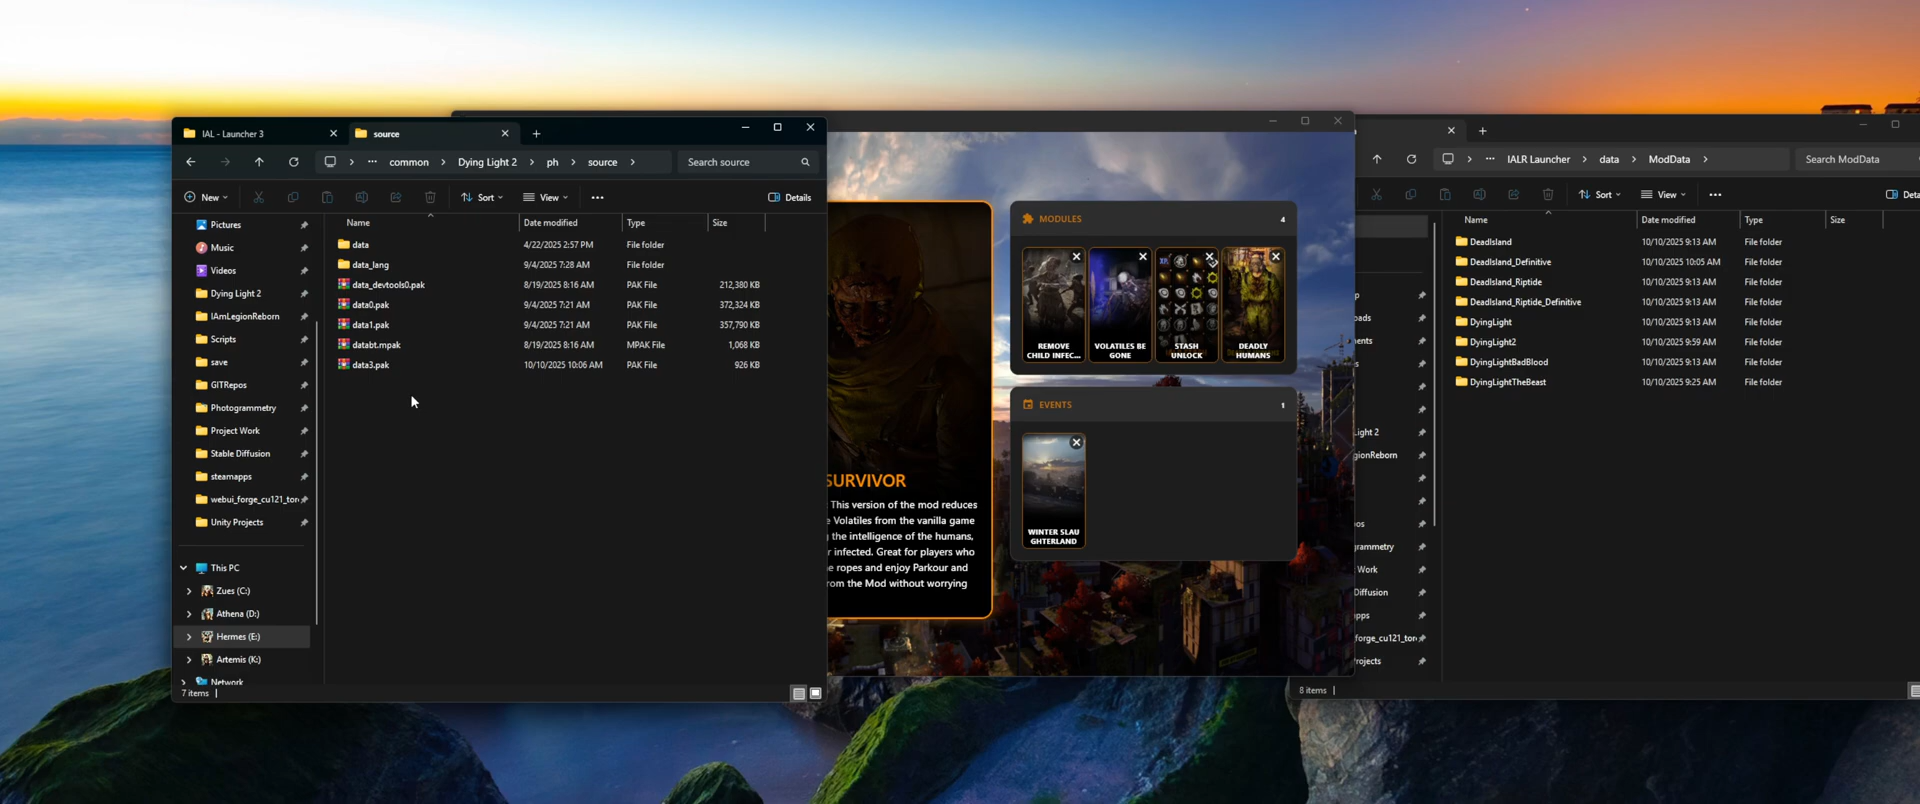 IAL - Launcher 3
source
common
Dying Light 2
ph
source
Search source
New
Sort
View
Details
Pictures
Music
Videos
Dying Light 2
IAmLegionReborn
Scripts
save
GITRepos
Photogrammetry
Project Work
Stable Diffusion
steamapps
webui_forge_cu121_tor
Unity Projects
This PC
Zues (C:)
Athena (D:)
Hermes (E:)
Artemis (K:)
Network
7 items
Name Date modified Type Size
data 4/22/2025 2:57 PM File folder
data_lang 9/4/2025 7:28 AM File folder
data_devtools0.pak 8/19/2025 8:16 AM PAK File 212,380 KB
data0.pak 9/4/2025 7:21 AM PAK File 372,324 KB
data1.pak 9/4/2025 7:21 AM PAK File 357,790 KB
databt.mpak 8/19/2025 8:16 AM MPAK File 1,068 KB
data3.pak 10/10/2025 10:06 AM PAK File 926 KB
SURVIVOR
This version of the mod reduces
Volatiles from the vanilla game
the intelligence of the humans,
infected. Great for players who
ropes and enjoy Parkour and
rom the Mod without worrying
MODULES 4
REMOVE
CHILD INFEC...
VOLATILES BE
GONE
STASH
UNLOCK
DEADLY
HUMANS
EVENTS 1
WINTER SLAU
GHTERLAND
IALR Launcher
data
ModData
Search ModData
Sort
View
Deta
p
oads
ents
s
ight 2
gionReborn
os
grammetry
Work
Diffusion
pps
forge_cu121_tor
rojects
8 items
Name Date modified Type Size
DeadIsland 10/10/2025 9:13 AM File folder
DeadIsland_Definitive 10/10/2025 10:05 AM File folder
DeadIsland_Riptide 10/10/2025 9:13 AM File folder
DeadIsland_Riptide_Definitive 10/10/2025 9:13 AM File folder
DyingLight 10/10/2025 9:13 AM File folder
DyingLight2 10/10/2025 9:59 AM File folder
DyingLightBadBlood 10/10/2025 9:13 AM File folder
DyingLightTheBeast 10/10/2025 9:25 AM File folder